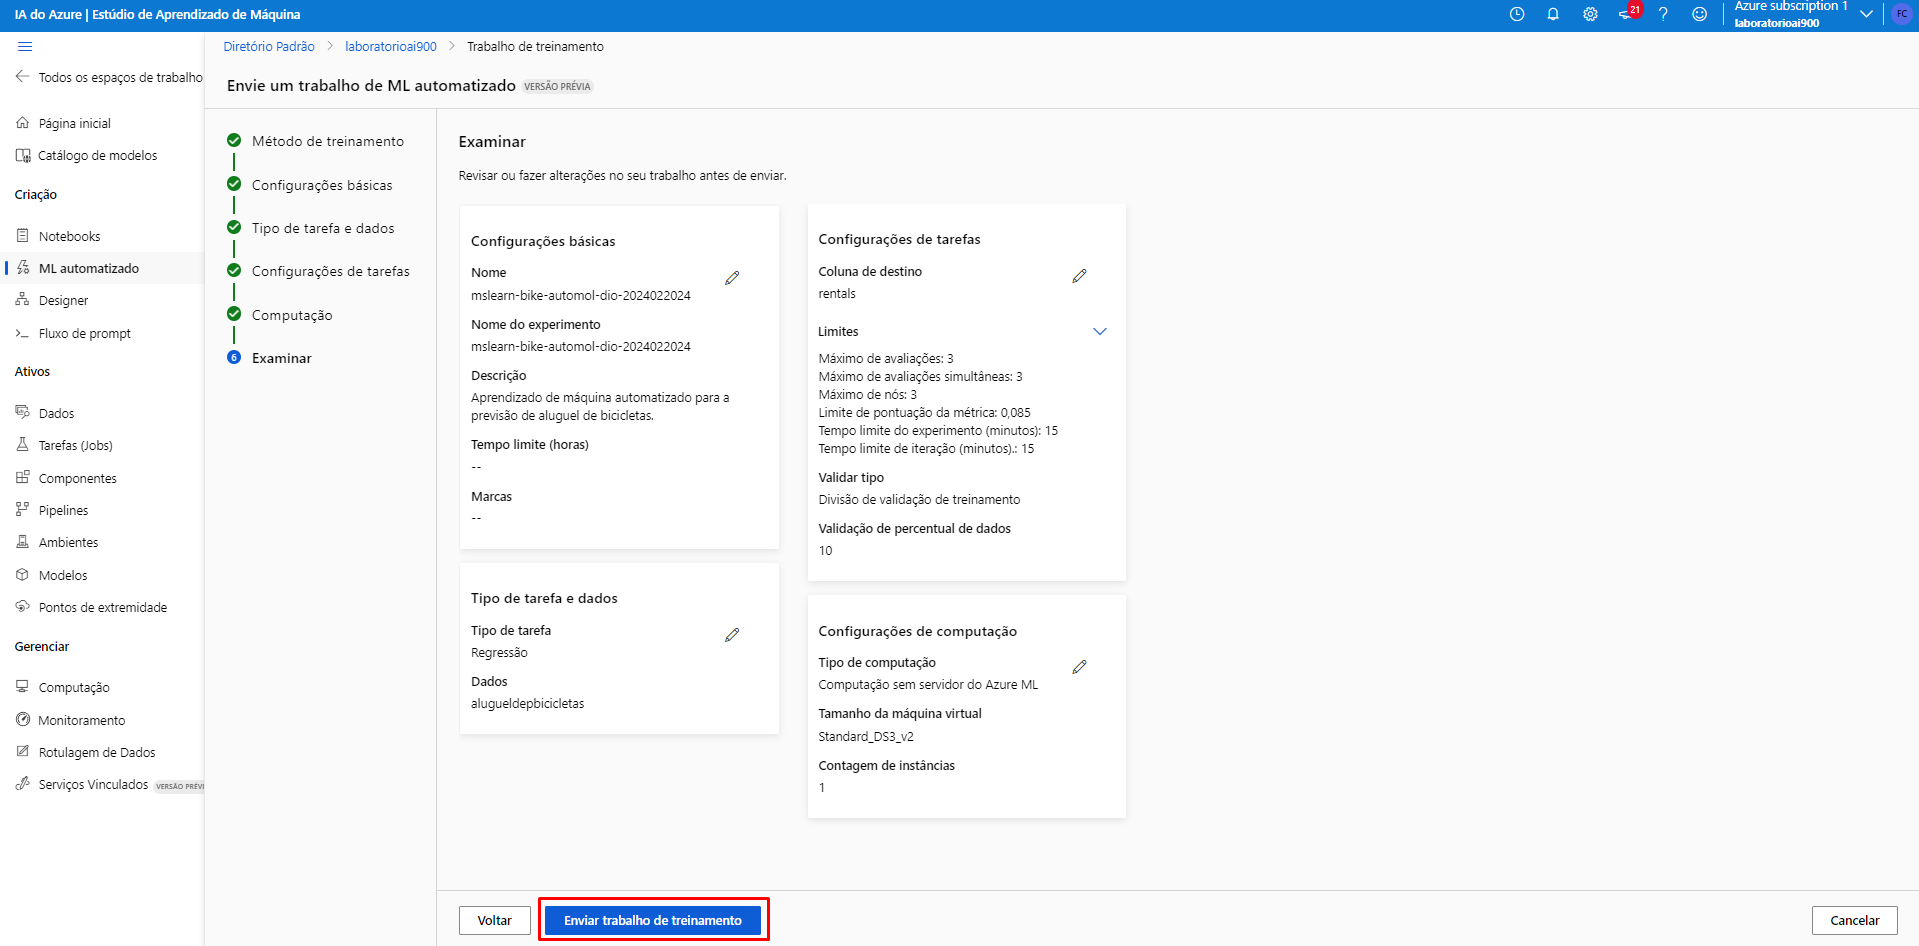 IA do Azure | Estúdio de Aprendizado de Máquina
21
Azure subscription 1
laboratorioai900
FC
Todos os espaços de trabalho
Página inicial
Catálogo de modelos
Criação
Notebooks
ML automatizado
Designer
Fluxo de prompt
Ativos
Dados
Tarefas (Jobs)
Componentes
Pipelines
Ambientes
Modelos
Pontos de extremidade
Gerenciar
Computação
Monitoramento
Rotulagem de Dados
Serviços Vinculados VERSÃO PRÉVI
Diretório Padrão > laboratorioai900 > Trabalho de treinamento
Envie um trabalho de ML automatizado VERSÃO PRÉVIA
Método de treinamento
Configurações básicas
Tipo de tarefa e dados
Configurações de tarefas
Computação
6 Examinar
Examinar
Revisar ou fazer alterações no seu trabalho antes de enviar.
Configurações básicas
Nome
mslearn-bike-automol-dio-2024022024
Nome do experimento
mslearn-bike-automol-dio-2024022024
Descrição
Aprendizado de máquina automatizado para a
previsão de aluguel de bicicletas.
Tempo limite (horas)
--
Marcas
--
Tipo de tarefa e dados
Tipo de tarefa
Regressão
Dados
alugueldepbicicletas
Configurações de tarefas
Coluna de destino
rentals
Limites
Máximo de avaliações: 3
Máximo de avaliações simultâneas: 3
Máximo de nós: 3
Limite de pontuação da métrica: 0,085
Tempo limite do experimento (minutos): 15
Tempo limite de iteração (minutos).: 15
Validar tipo
Divisão de validação de treinamento
Validação de percentual de dados
10
Configurações de computação
Tipo de computação
Computação sem servidor do Azure ML
Tamanho da máquina virtual
Standard_DS3_v2
Contagem de instâncias
1
Voltar
Enviar trabalho de treinamento
Cancelar